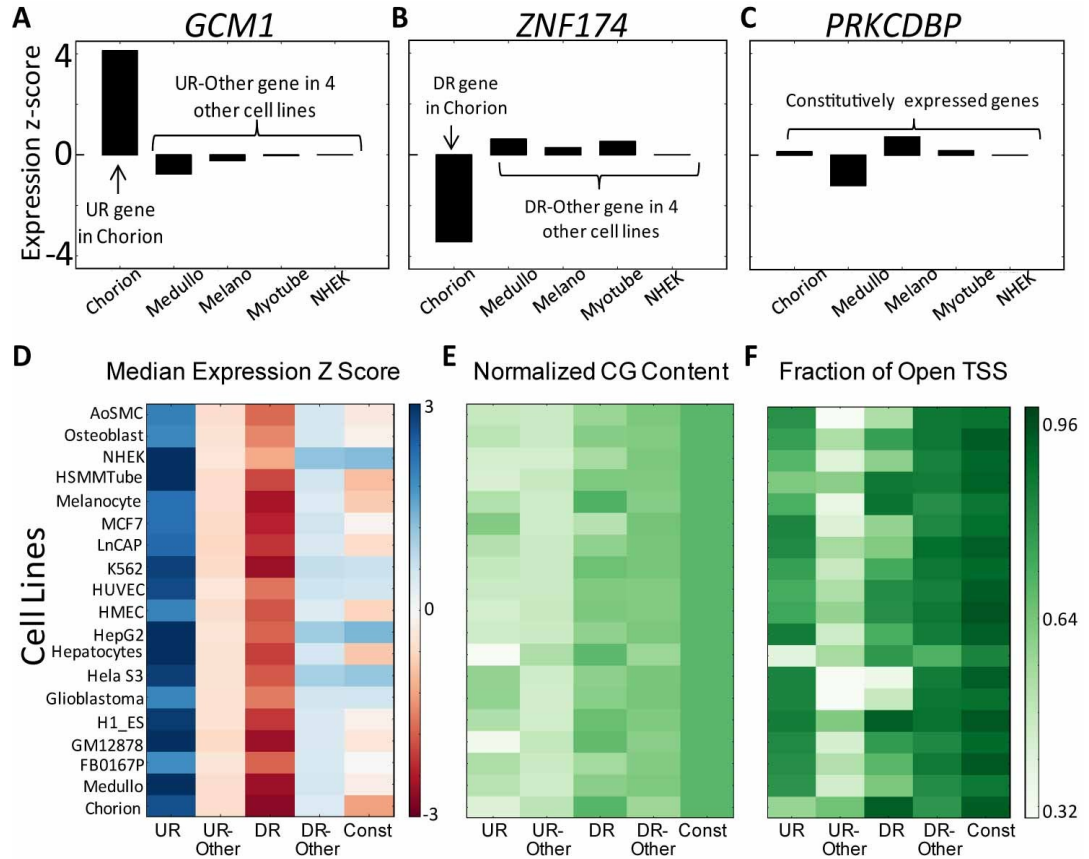 A
GCM1
B
ZNF174
C
PRKCDBP
Expression z-score
4
0
-4
UR-Other gene in 4
other cell lines
UR gene
in Chorion
DR gene
in Chorion
DR-Other gene in 4
other cell lines
Constitutively expressed genes
Chorion
Medullo
Melano
Myotube
NHEK
Chorion
Medullo
Melano
Myotube
NHEK
Chorion
Medullo
Melano
Myotube
NHEK
D
Median Expression Z Score
E
Normalized CG Content
F
Fraction of Open TSS
Cell Lines
AoSMC
Osteoblast
NHEK
HSMMTube
Melanocyte
MCF7
LnCAP
K562
HUVEC
HMEC
HepG2
Hepatocytes
Hela S3
Glioblastoma
H1_ES
GM12878
FB0167P
Medullo
Chorion
3
0
-3
0.96
0.64
0.32
UR
UR-
Other
DR
DR-
Other
Const
UR
UR-
Other
DR
DR-
Other
Const
UR
UR-
Other
DR
DR-
Other
Const